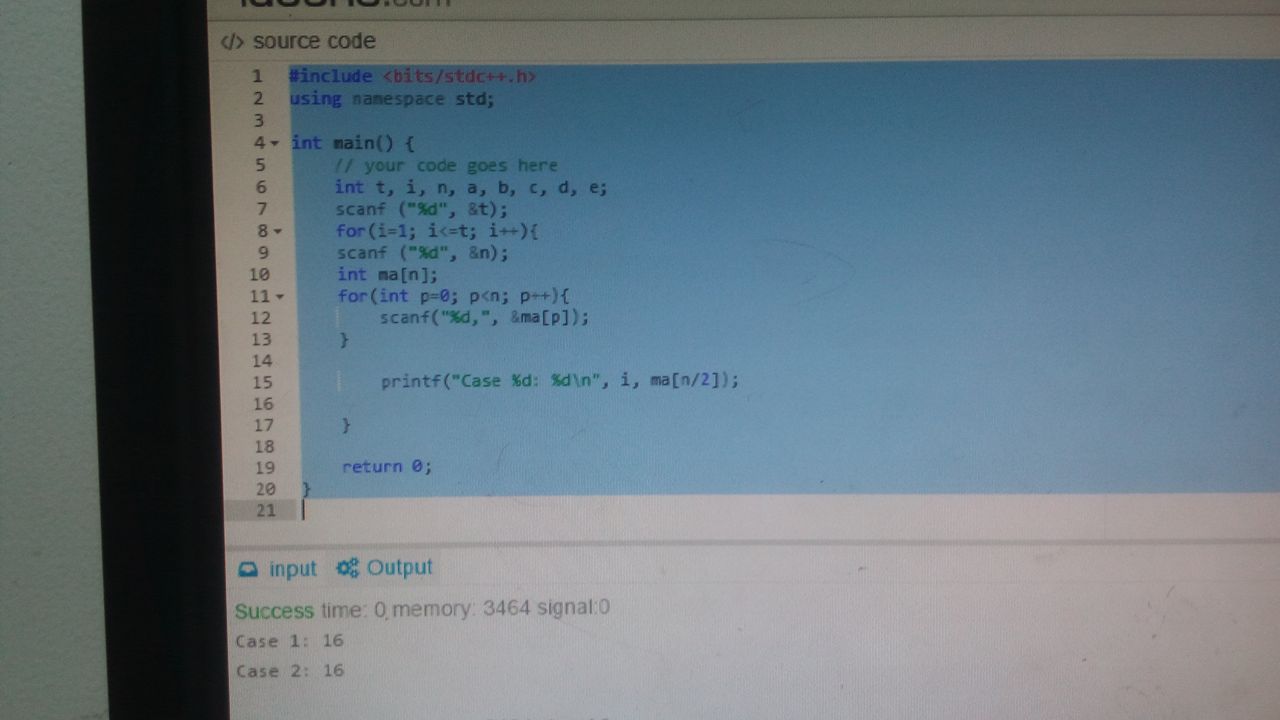 ideone.com
</> source code
1 #include <bits/stdc++.h>
2 using namespace std;
3
4 int main() {
5 // your code goes here
6 int t, i, n, a, b, c, d, e;
7 scanf ("%d", &t);
8 for(i=1; i<=t; i++){
9 scanf ("%d", &n);
10 int ma[n];
11 for(int p=0; p<n; p++){
12 scanf("%d,", &ma[p]);
13 }
14
15 printf("Case %d: %d\n", i, ma[n/2]);
16
17 }
18
19 return 0;
20 }
21
input Output
Success time: 0 memory: 3464 signal:0
Case 1: 16
Case 2: 16